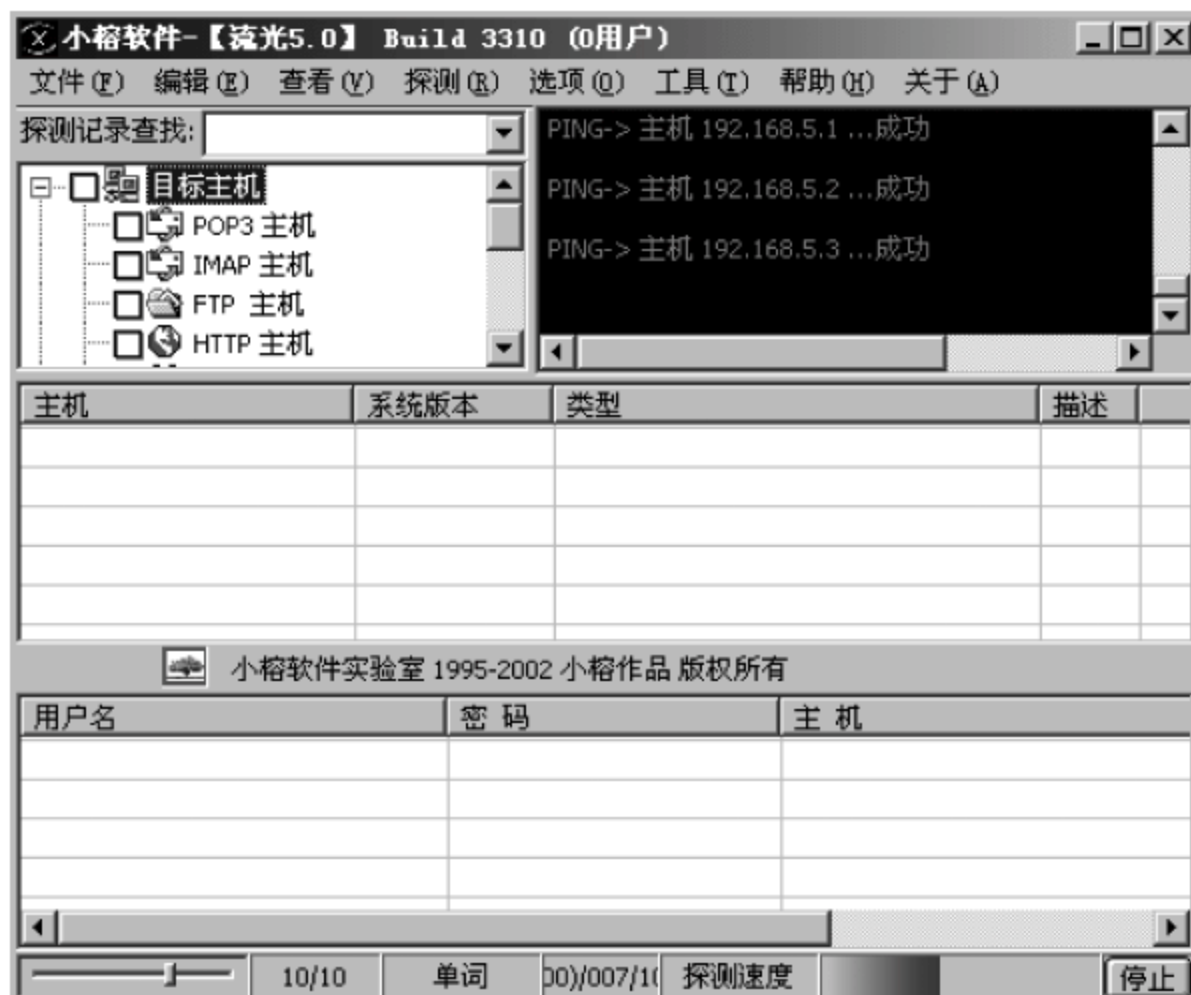 小榕软件-【流光5.0】 Build 3310 (0用户)
文件(F) 编辑(E) 查看(V) 探测(R) 选项(O) 工具(T) 帮助(H) 关于(A)
探测记录查找:
目标主机
POP3 主机
IMAP 主机
FTP 主机
HTTP 主机
PING-> 主机 192.168.5.1 ...成功
PING-> 主机 192.168.5.2 ...成功
PING-> 主机 192.168.5.3 ...成功
主机 系统版本 类型 描述
小榕软件实验室 1995-2002 小榕作品 版权所有
用户名 密 码 主 机
10/10 单词 00)/007/10 探测速度 停止